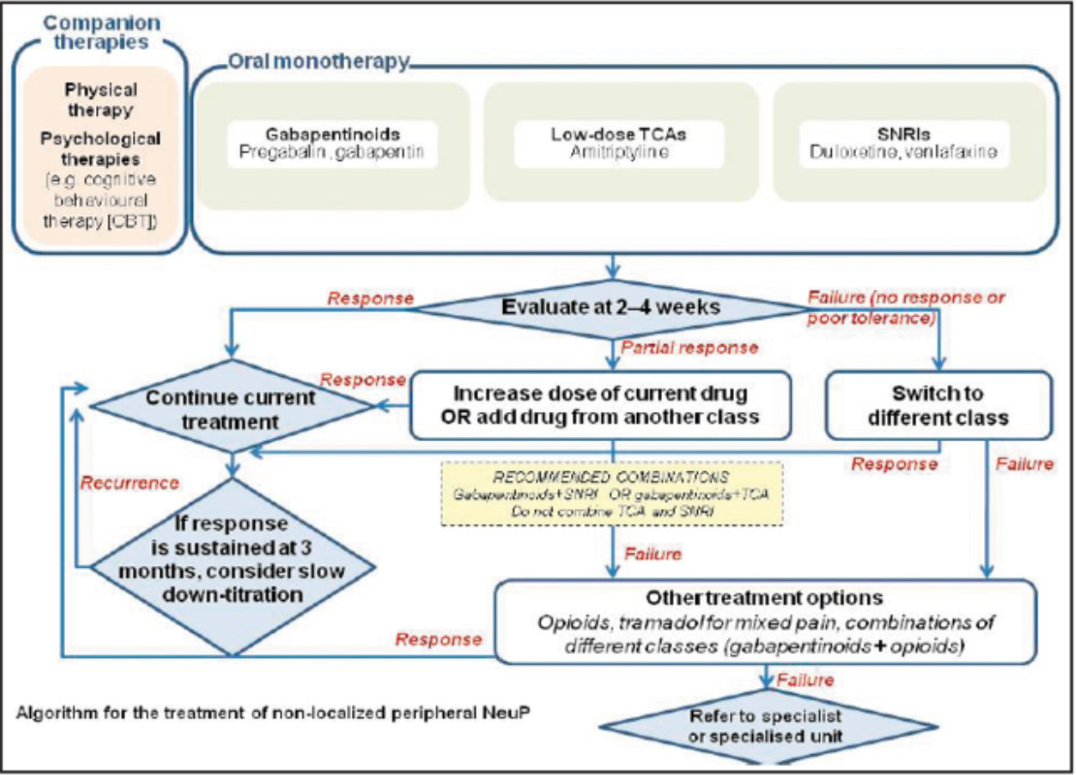 Companion
therapies
Physical
therapy
Psychological
therapies
(e.g. cognitive
behavioural
therapy [CBT])
Oral monotherapy
Gabapentinoids
Pregabalin, gabapentin
Low-dose TCAs
Amitriptyline
SNRIs
Duloxetine, venlafaxine
Evaluate at 2–4 weeks
Response
Failure (no response or
poor tolerance)
Partial response
Continue current
treatment
Response
Increase dose of current drug
OR add drug from another class
Switch to
different class
Recurrence
RECOMMENDED COMBINATIONS
Gabapentinoids+SNRI OR gabapentinoids+TCA
Do not combine TCA and SNRI
Response
Failure
If response
is sustained at 3
months, consider slow
down-titration
Failure
Other treatment options
Opioids, tramadol for mixed pain, combinations of
different classes (gabapentinoids + opioids)
Response
Failure
Refer to specialist
or specialised unit
Algorithm for the treatment of non-localized peripheral NeuP